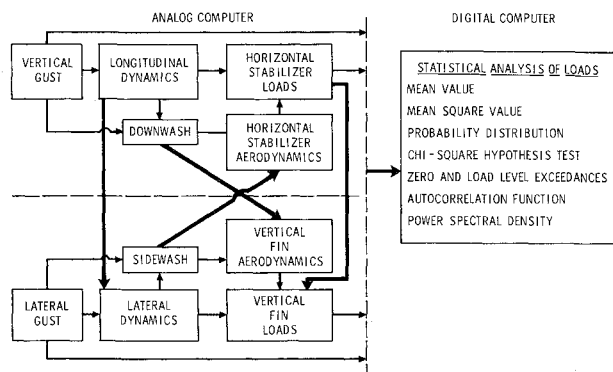 ANALOG COMPUTER
DIGITAL COMPUTER
VERTICAL
GUST
LONGITUDINAL
DYNAMICS
HORIZONTAL
STABILIZER
LOADS
DOWNWASH
HORIZONTAL
STABILIZER
AERODYNAMICS
SIDEWASH
VERTICAL
FIN
AERODYNAMICS
LATERAL
GUST
LATERAL
DYNAMICS
VERTICAL
FIN
LOADS
STATISTICAL ANALYSIS OF LOADS
MEAN VALUE
MEAN SQUARE VALUE
PROBABILITY DISTRIBUTION
CHI-SQUARE HYPOTHESIS TEST
ZERO AND LOAD LEVEL EXCEEDANCES
AUTOCORRELATION FUNCTION
POWER SPECTRAL DENSITY